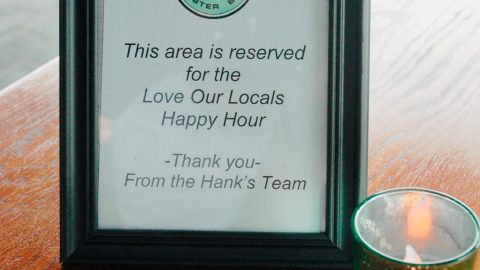 This area is reserved
for the
Love Our Locals
Happy Hour
-Thank you-
From the Hank's Team